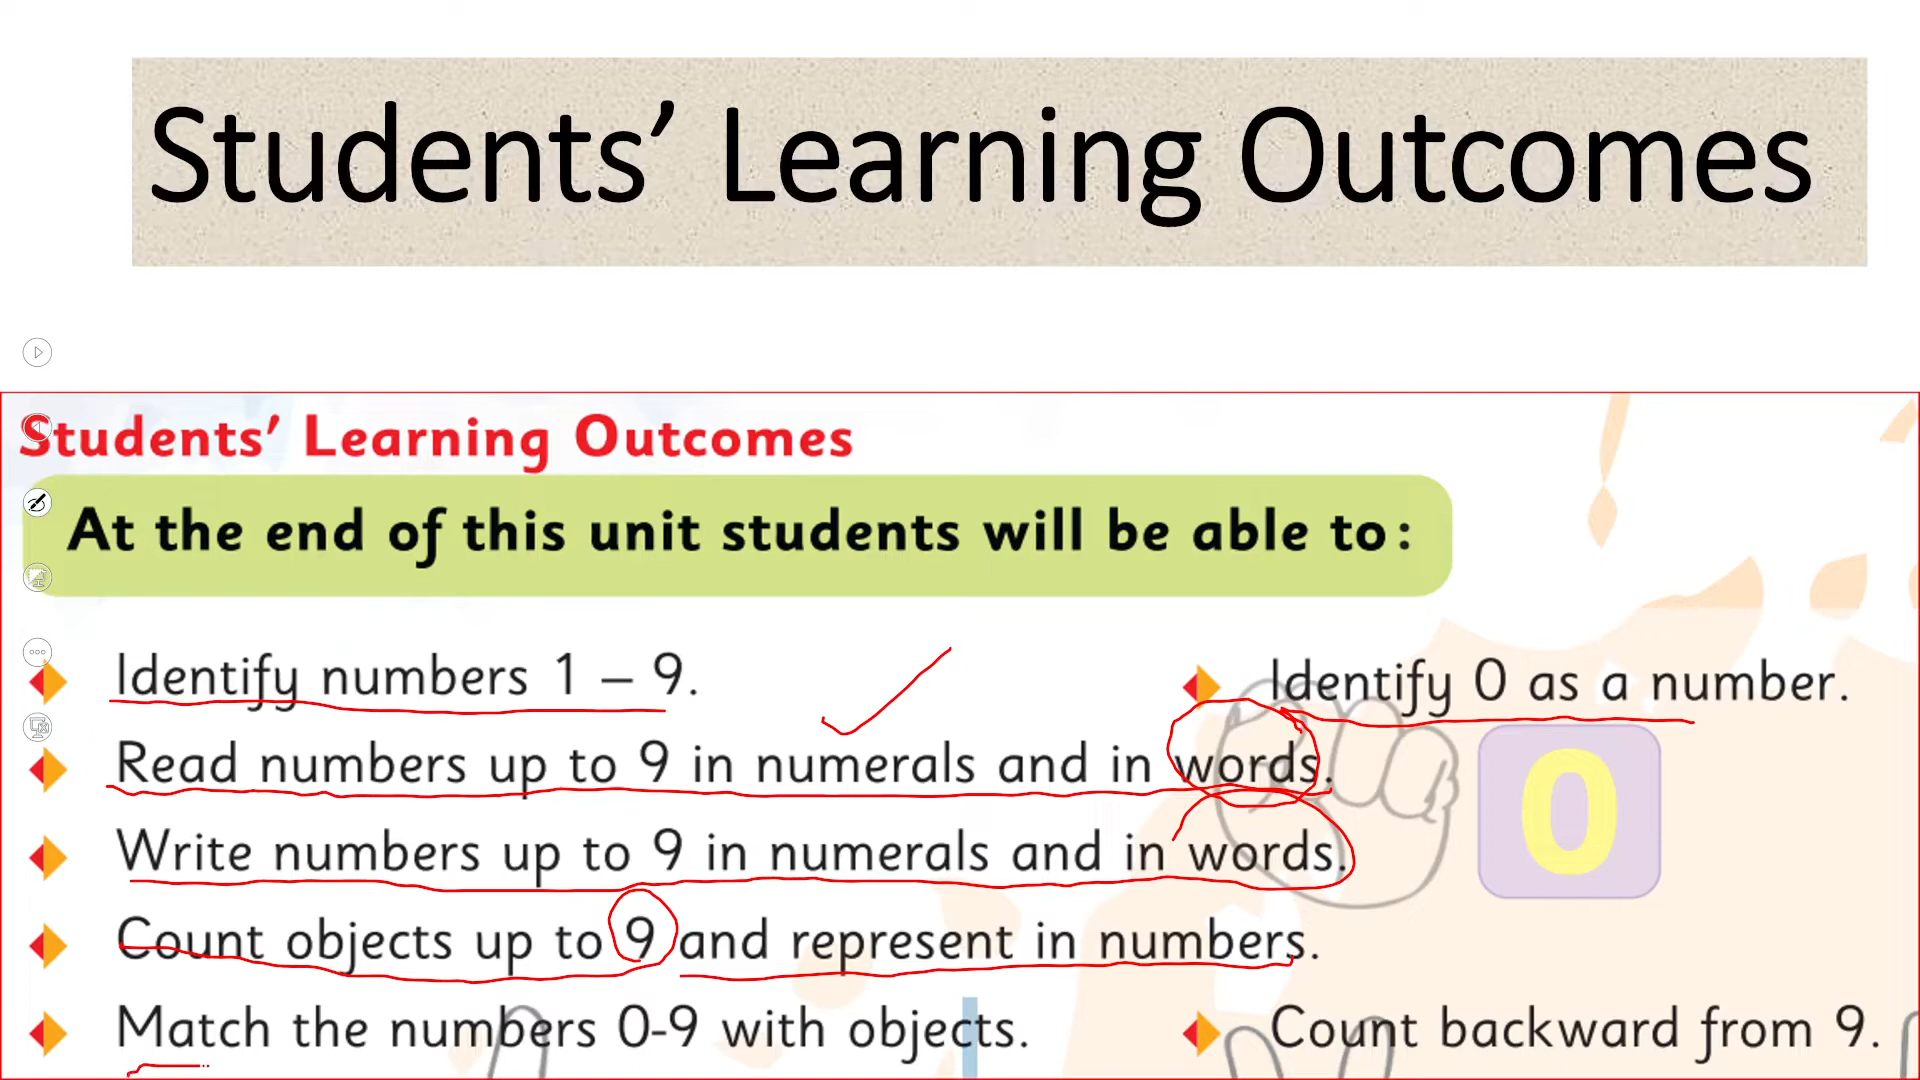 Students’ Learning Outcomes
Students’ Learning Outcomes
At the end of this unit students will be able to:
Identify numbers 1 – 9.
Identify 0 as a number.
Read numbers up to 9 in numerals and in words.
0
Write numbers up to 9 in numerals and in words.
Count objects up to 9 and represent in numbers.
Match the numbers 0-9 with objects.
Count backward from 9.